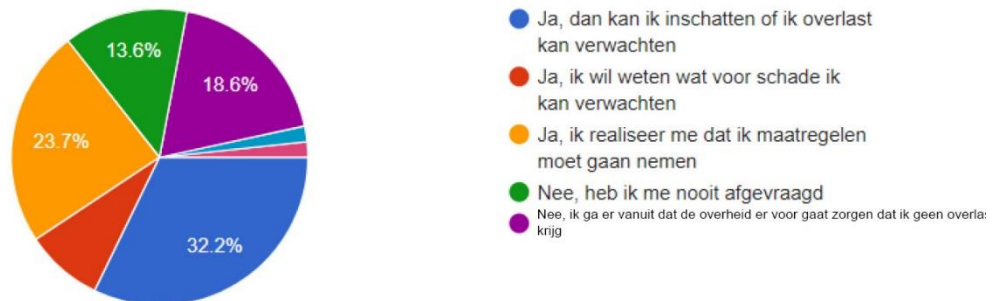 13.6%
18.6%
23.7%
32.2%
Ja, dan kan ik inschatten of ik overlast
kan verwachten
Ja, ik wil weten wat voor schade ik
kan verwachten
Ja, ik realiseer me dat ik maatregelen
moet gaan nemen
Nee, heb ik me nooit afgevraagd
Nee, ik ga er vanuit dat de overheid er voor gaat zorgen dat ik geen
krijg